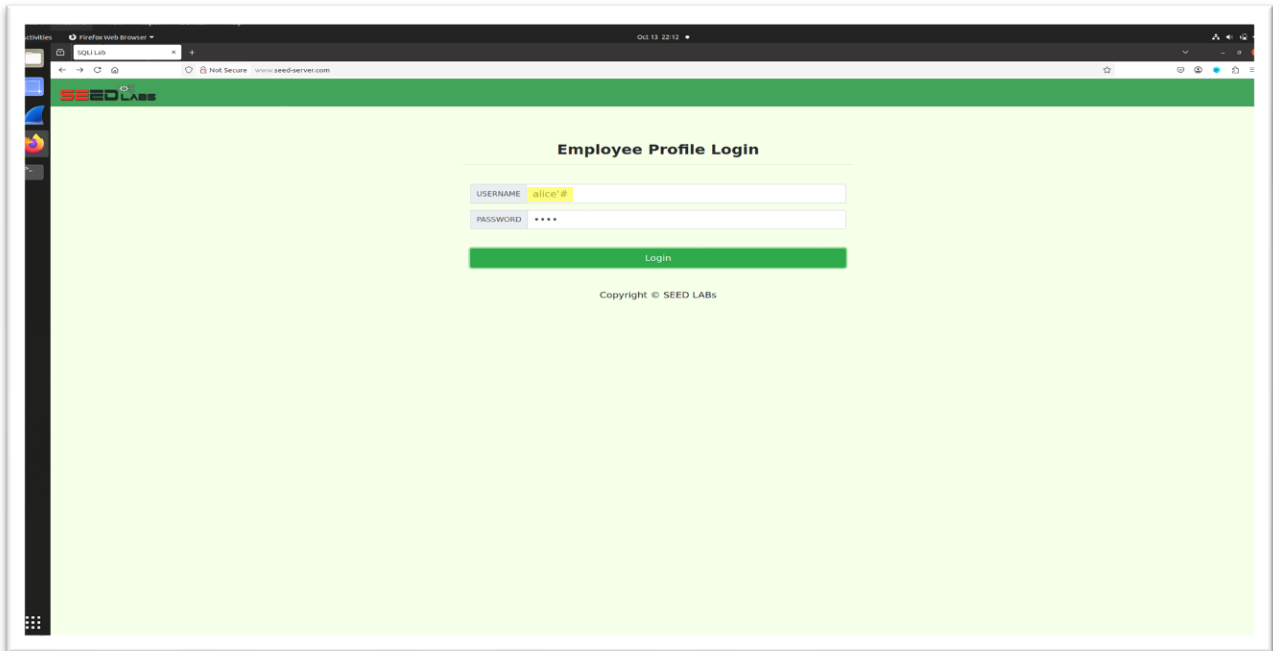 Activities Firefox Web Browser Oct 13 22:12
SQLi Lab
Not Secure www.seed-server.com
SEED LABS
Employee Profile Login
USERNAME alice'#
PASSWORD ••••
Login
Copyright © SEED LABs